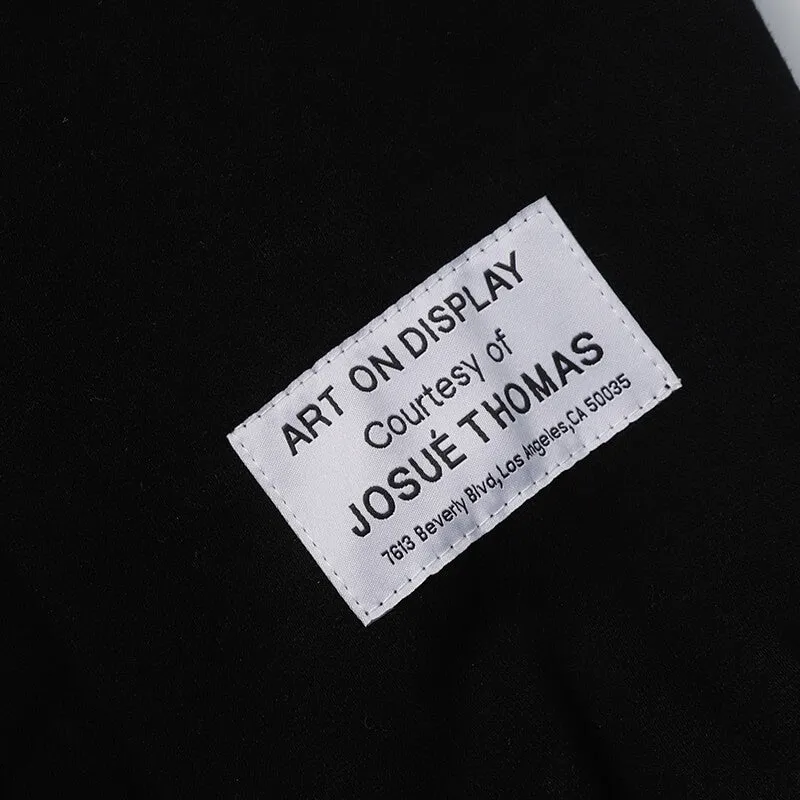 ART ON DISPLAY
Courtesy of
JOSUÉ THOMAS
7613 Beverly Blvd, Los Angeles,CA 50035